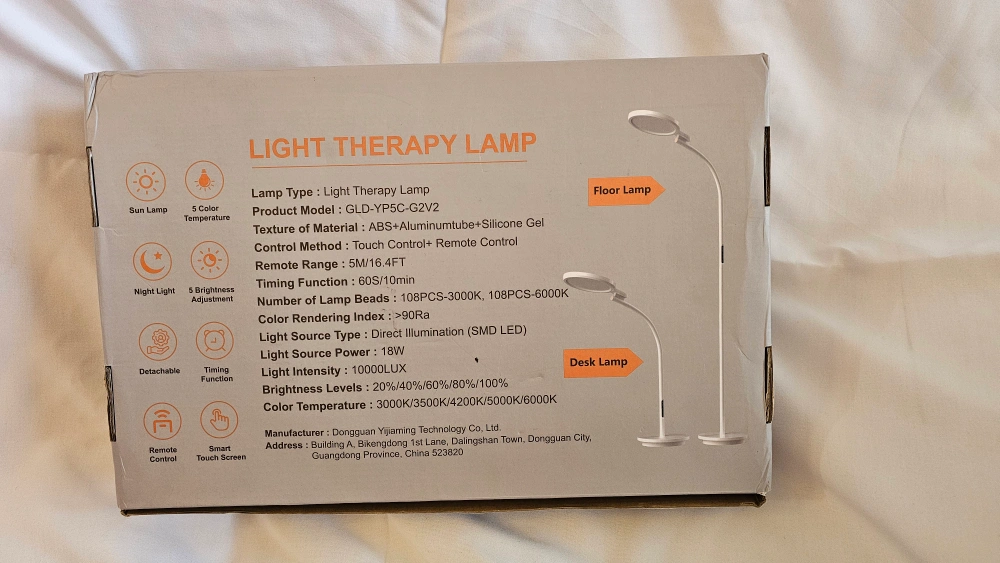 LIGHT THERAPY LAMP
Lamp Type : Light Therapy Lamp
Product Model : GLD-YP5C-G2V2
Texture of Material : ABS+Aluminumtube+Silicone Gel
Control Method : Touch Control+ Remote Control
Remote Range : 5M/16.4FT
Timing Function : 60S/10min
Number of Lamp Beads : 108PCS-3000K, 108PCS-6000K
Color Rendering Index : >90Ra
Light Source Type : Direct Illumination (SMD LED)
Light Source Power : 18W
Light Intensity : 10000LUX
Brightness Levels : 20%/40%/60%/80%/100%
Color Temperature : 3000K/3500K/4200K/5000K/6000K
Manufacturer : Dongguan Yijiaming Technology Co, Ltd.
Address : Building A, Bikengdong 1st Lane, Dalingshan Town, Dongguan City,
Guangdong Province, China 523820
Sun Lamp
5 Color
Temperature
Night Light
5 Brightness
Adjustment
Detachable
Timing
Function
Remote
Control
Smart
Touch Screen
Floor Lamp
Desk Lamp